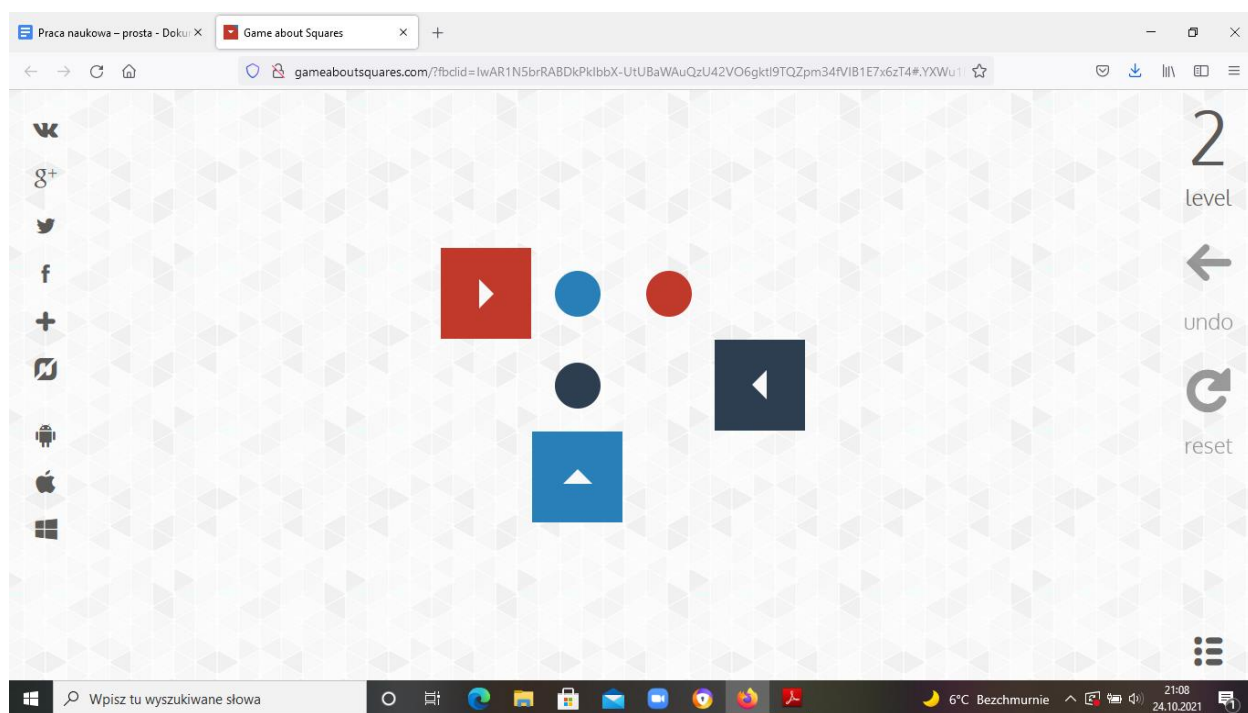 Praca naukowa – prosta - Doku
Game about Squares
gameaboutsquares.com/?fbclid=IwAR1N5brRABDkPkIbbX-UtUBaWAuQzU42VO6gktl9TQZpm34fVIB1E7x6zT4#.YXWu1
2
level
g+
f
undo
reset
Wpisz tu wyszukiwane słowa
6°C Bezchmurnie
21:08
24.10.2021